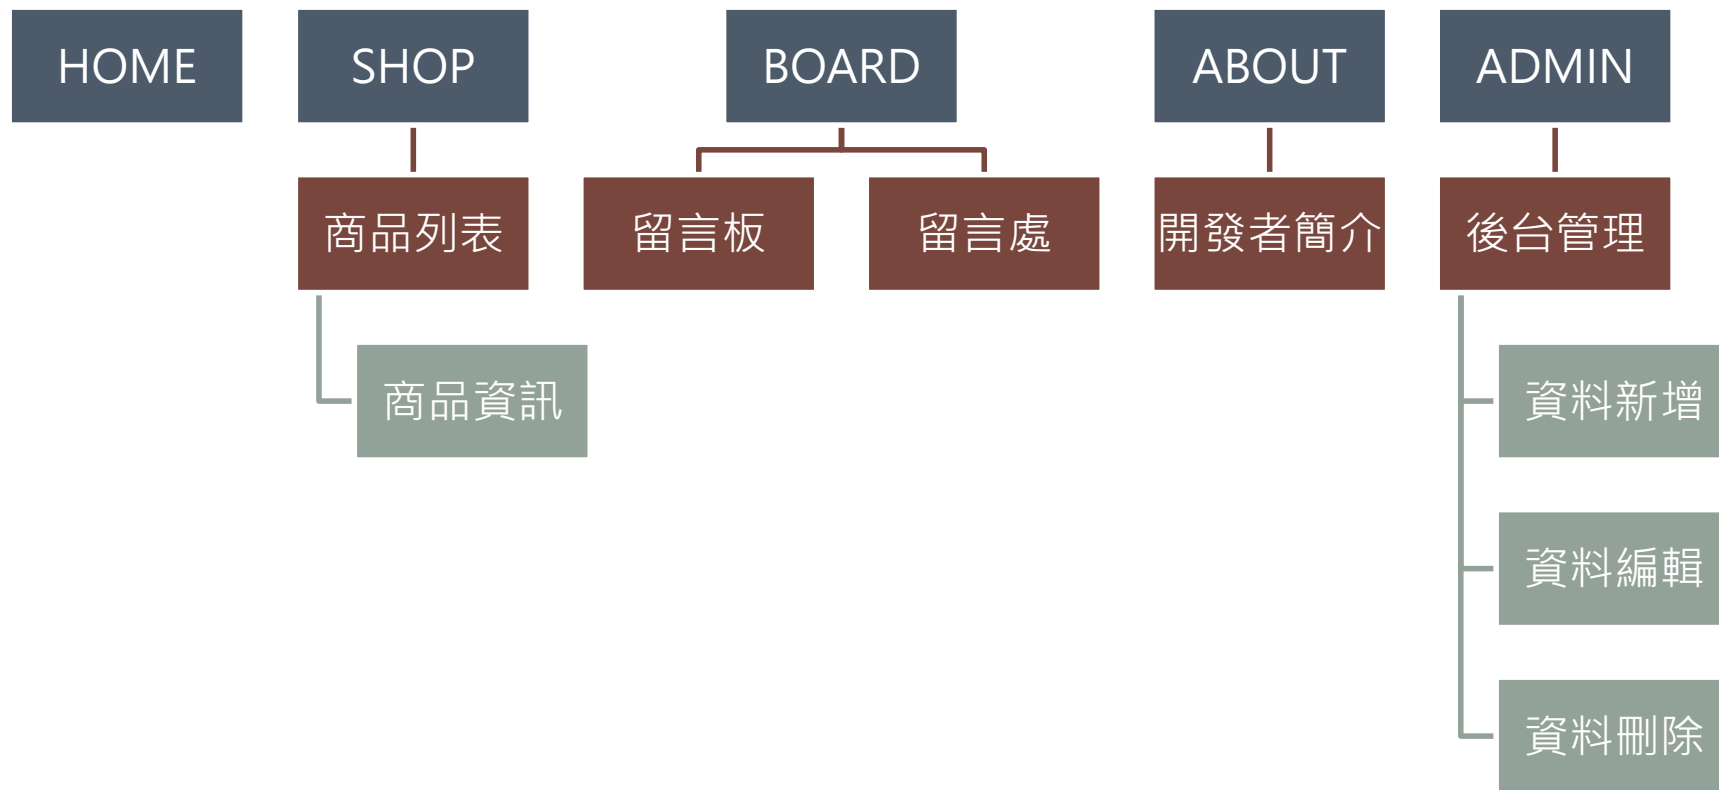 HOME
SHOP
BOARD
ABOUT
ADMIN
商品列表
留言板
留言處
開發者簡介
後台管理
商品資訊
資料新增
資料編輯
資料刪除